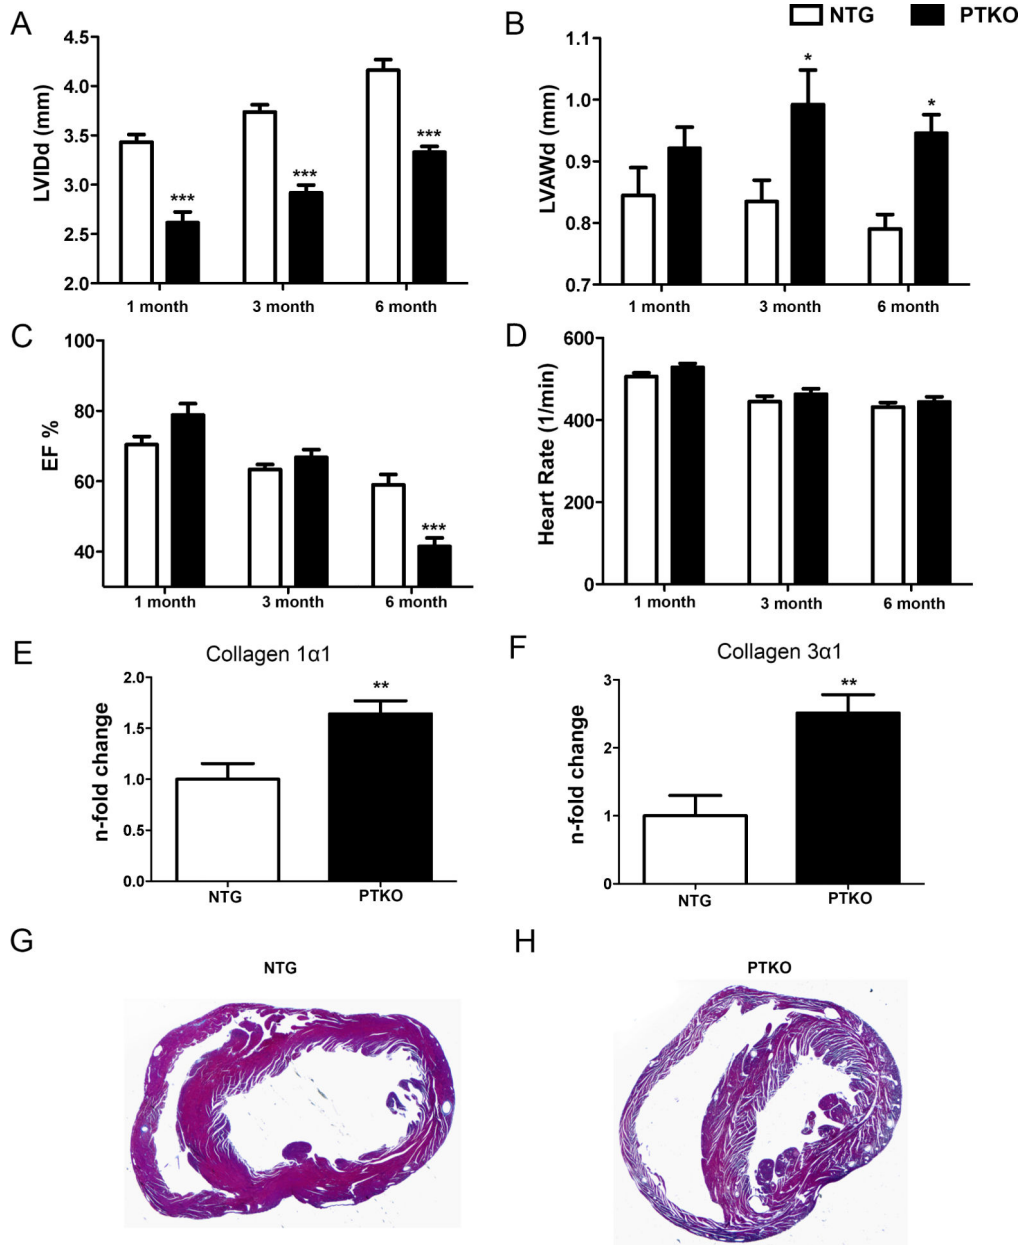 NTG PTKO
A
LVIDd (mm)
4.5
4.0
3.5
3.0
2.5
2.0
***
***
***
1 month 3 month 6 month
B
LVAWd (mm)
1.1
1.0
0.9
0.8
0.7
*
*
1 month 3 month 6 month
C
EF %
100
80
60
40
***
1 month 3 month 6 month
D
Heart Rate (1/min)
600
400
200
0
1 month 3 month 6 month
E
Collagen 1α1
n-fold change
2.0
1.5
1.0
0.5
0.0
**
NTG PTKO
F
Collagen 3α1
n-fold change
3
2
1
0
**
NTG PTKO
G
NTG
H
PTKO